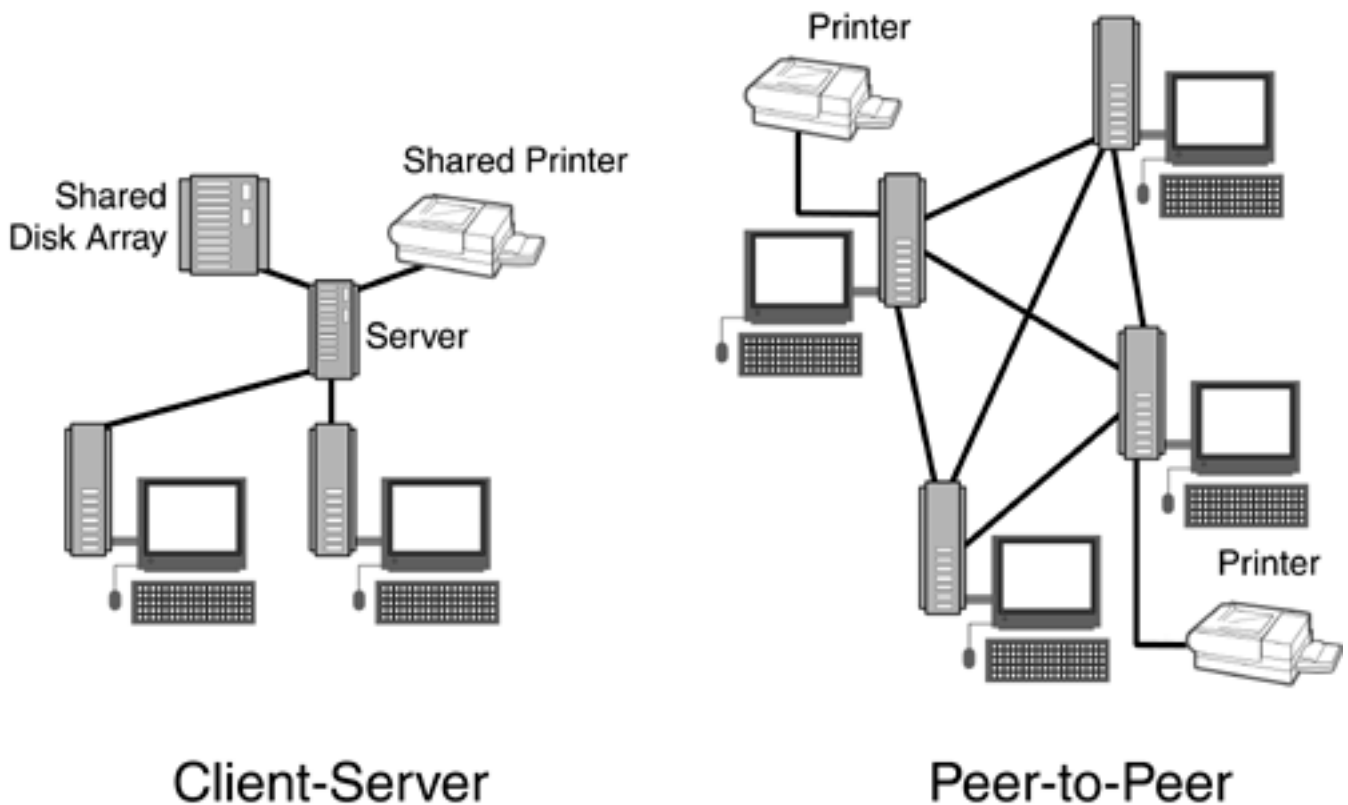 Printer
Shared Printer
Shared
Disk Array
Server
Printer
Client-Server
Peer-to-Peer